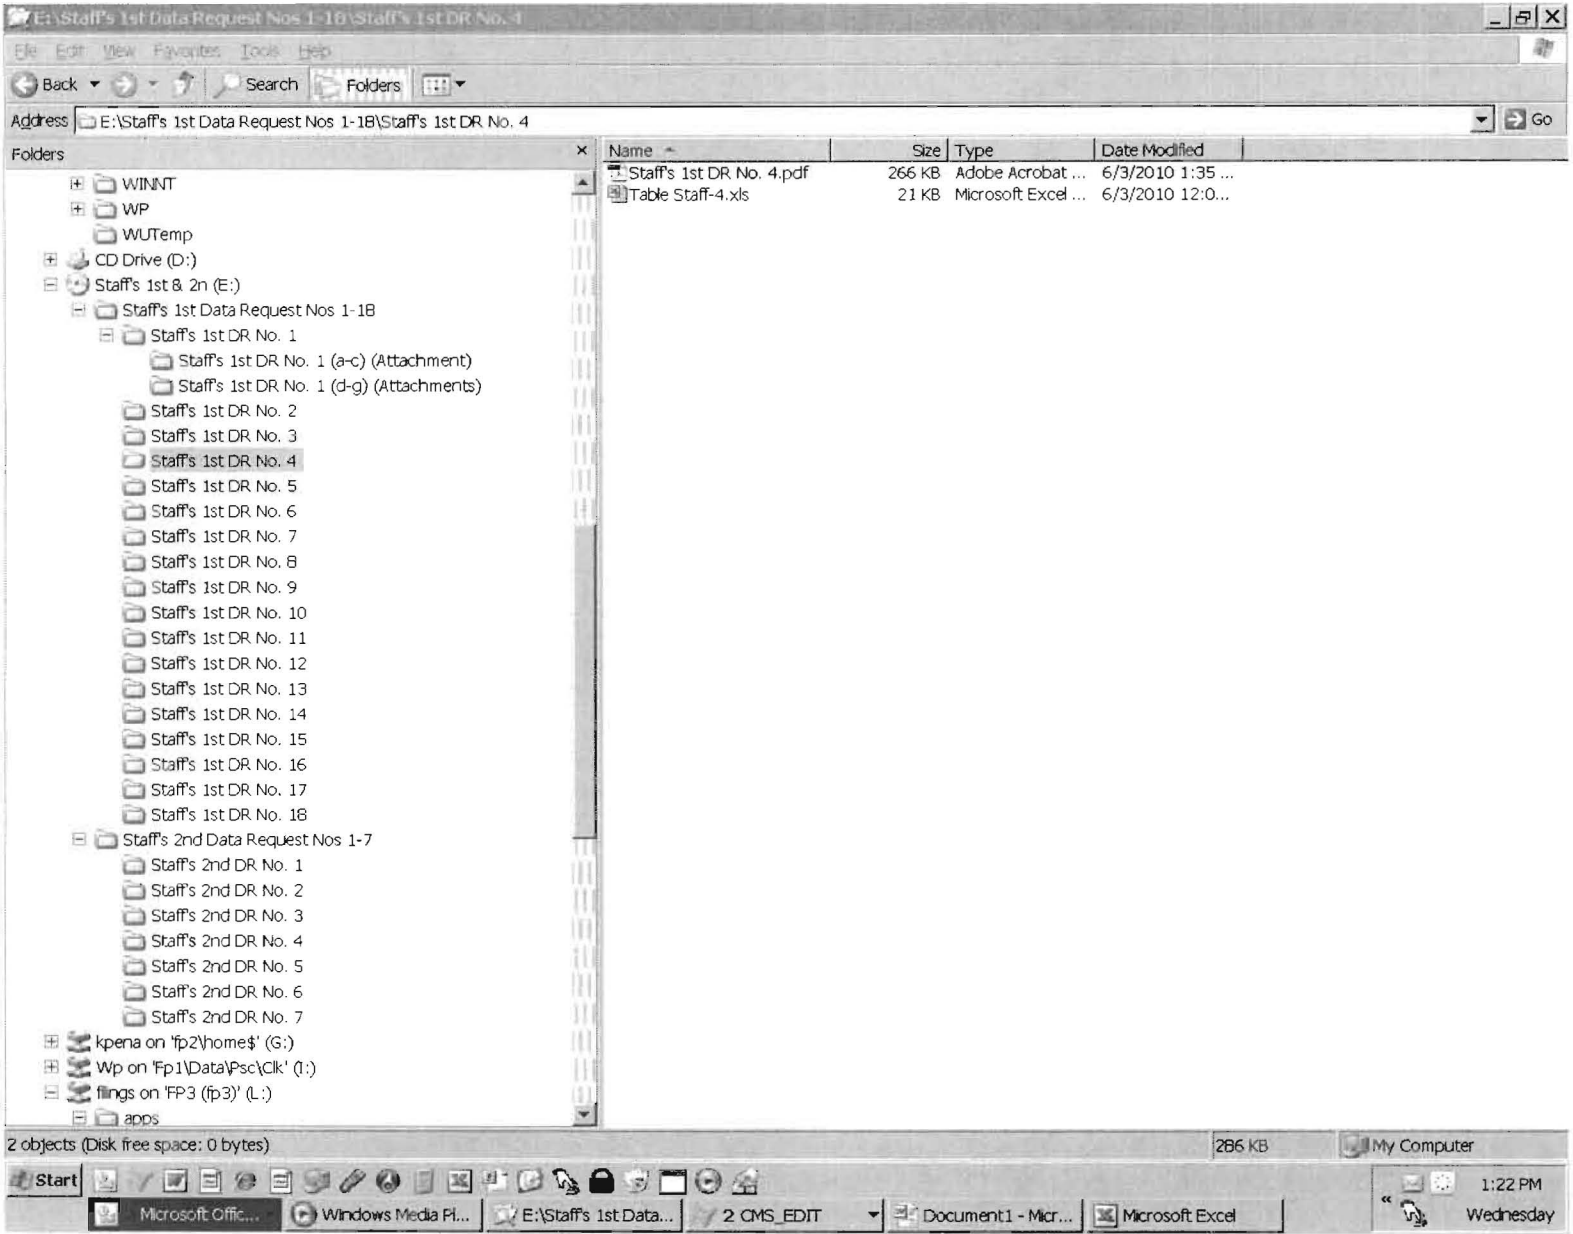 E:\Staff's 1st Data Request Nos 1-18\Staff's 1st DR No. 4
File Edit View Favorites Tools Help
Back Search Folders
Address E:\Staff's 1st Data Request Nos 1-18\Staff's 1st DR No. 4 Go
Folders × Name Size Type Date Modified
Staff's 1st DR No. 4.pdf 266 KB Adobe Acrobat ... 6/3/2010 1:35 ...
Table Staff-4.xls 21 KB Microsoft Excel ... 6/3/2010 12:0...
WINNT
WP
WUTemp
CD Drive (D:)
Staff's 1st & 2n (E:)
Staff's 1st Data Request Nos 1-18
Staff's 1st DR No. 1
Staff's 1st DR No. 1 (a-c) (Attachment)
Staff's 1st DR No. 1 (d-g) (Attachments)
Staff's 1st DR No. 2
Staff's 1st DR No. 3
Staff's 1st DR No. 4
Staff's 1st DR No. 5
Staff's 1st DR No. 6
Staff's 1st DR No. 7
Staff's 1st DR No. 8
Staff's 1st DR No. 9
Staff's 1st DR No. 10
Staff's 1st DR No. 11
Staff's 1st DR No. 12
Staff's 1st DR No. 13
Staff's 1st DR No. 14
Staff's 1st DR No. 15
Staff's 1st DR No. 16
Staff's 1st DR No. 17
Staff's 1st DR No. 18
Staff's 2nd Data Request Nos 1-7
Staff's 2nd DR No. 1
Staff's 2nd DR No. 2
Staff's 2nd DR No. 3
Staff's 2nd DR No. 4
Staff's 2nd DR No. 5
Staff's 2nd DR No. 6
Staff's 2nd DR No. 7
kpena on 'fp2\home$' (G:)
Wp on 'Fp1\Data\Psc\Clk' (I:)
filings on 'FP3 (fp3)' (L:)
apps
2 objects (Disk free space: 0 bytes) 286 KB My Computer
Start 1:22 PM
Microsoft Offic... Windows Media Pl... E:\Staff's 1st Data... 2 CMS_EDIT Document1 - Micr... Microsoft Excel « Wednesday